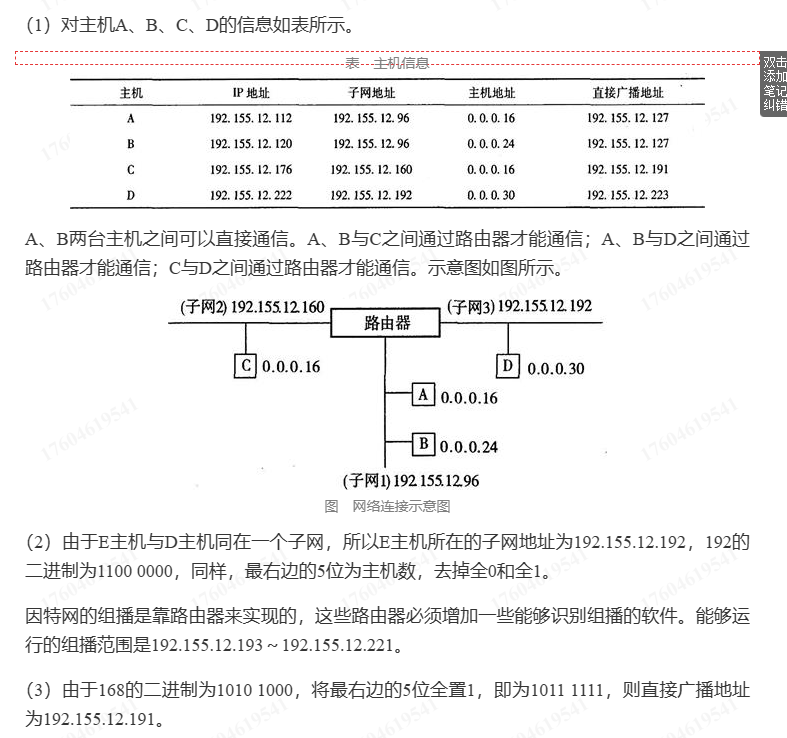 （1）对主机A、B、C、D的信息如表所示。
表 主机信息
双击
添加
笔记
纠错
主机 IP 地址 子网地址 主机地址 直接广播地址
A 192.155.12.112 192.155.12.96 0.0.0.16 192.155.12.127
B 192.155.12.120 192.155.12.96 0.0.0.24 192.155.12.127
C 192.155.12.176 192.155.12.160 0.0.0.16 192.155.12.191
D 192.155.12.222 192.155.12.192 0.0.0.30 192.155.12.223
A、B两台主机之间可以直接通信。A、B与C之间通过路由器才能通信；A、B与D之间通过
路由器才能通信；C与D之间通过路由器才能通信。示意图如图所示。
(子网2) 192.155.12.160 路由器 (子网3) 192.155.12.192
C 0.0.0.16 D 0.0.0.30
A 0.0.0.16
B 0.0.0.24
(子网1) 192.155.12.96
图 网络连接示意图
（2）由于E主机与D主机同在一个子网，所以E主机所在的子网地址为192.155.12.192，192的
二进制为1100 0000，同样，最右边的5位为主机数，去掉全0和全1。
因特网的组播是靠路由器来实现的，这些路由器必须增加一些能够识别组播的软件。能够运
行的组播范围是192.155.12.193～192.155.12.221。
（3）由于168的二进制为1010 1000，将最右边的5位全置1，即为1011 1111，则直接广播地址
为192.155.12.191。
17604619541